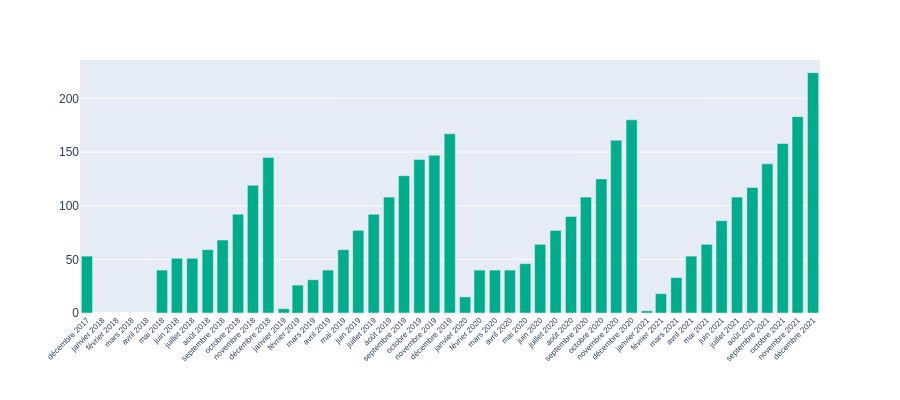 200
150
100
50
0
décembre 2017
janvier 2018
février 2018
mars 2018
avril 2018
mai 2018
juin 2018
juillet 2018
août 2018
septembre 2018
octobre 2018
novembre 2018
décembre 2018
janvier 2019
février 2019
mars 2019
avril 2019
mai 2019
juin 2019
juillet 2019
août 2019
septembre 2019
octobre 2019
novembre 2019
décembre 2019
janvier 2020
février 2020
mars 2020
avril 2020
mai 2020
juin 2020
juillet 2020
août 2020
septembre 2020
octobre 2020
novembre 2020
décembre 2020
janvier 2021
février 2021
mars 2021
avril 2021
mai 2021
juin 2021
juillet 2021
août 2021
septembre 2021
octobre 2021
novembre 2021
décembre 2021